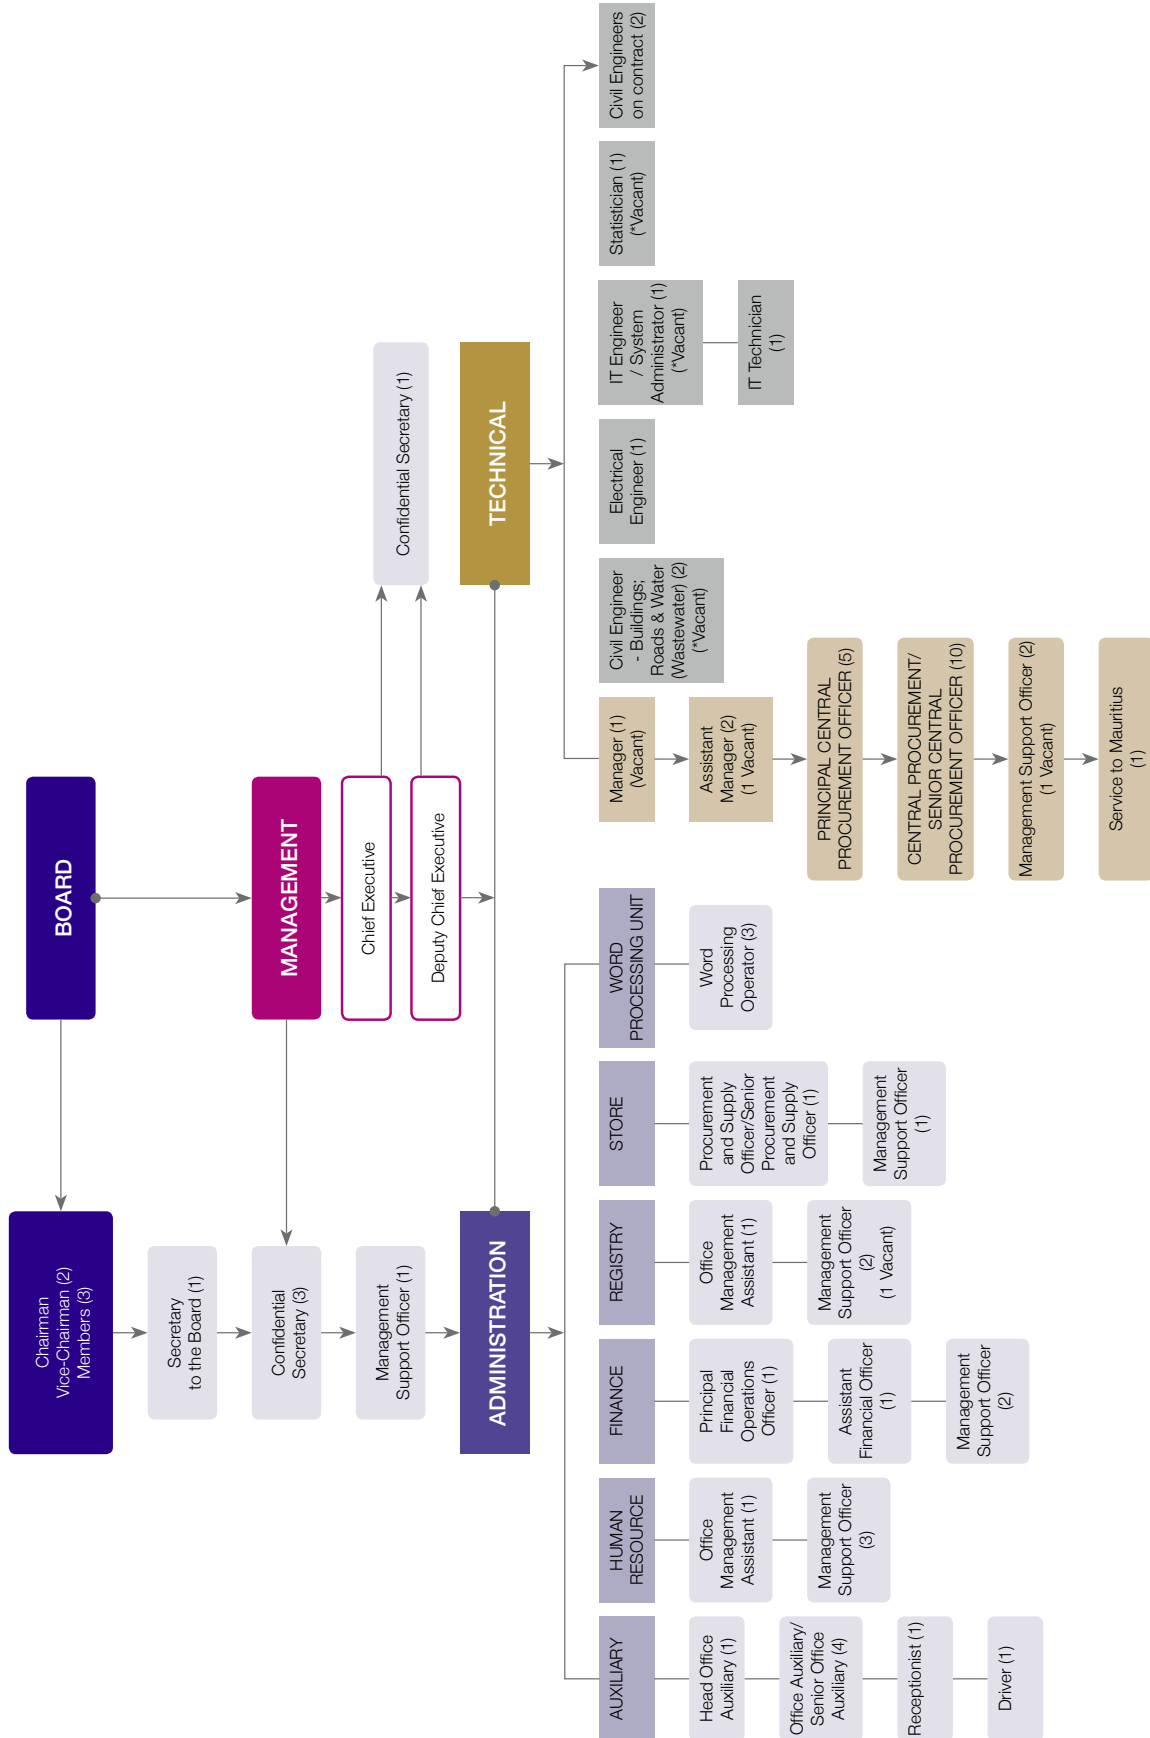 BOARD
Chairman
Vice-Chairman (2)
Members (3)
Secretary
to the Board (1)
MANAGEMENT
Confidential
Secretary (3)
Chief Executive
Management
Support Officer (1)
Deputy Chief Executive
Confidential Secretary (1)
ADMINISTRATION
TECHNICAL
AUXILIARY
Head Office
Auxiliary (1)
Office Auxiliary/
Senior Office
Auxiliary (4)
Receptionist (1)
Driver (1)
HUMAN
RESOURCE
Office
Management
Assistant (1)
Management
Support Officer
(3)
FINANCE
Principal
Financial
Operations
Officer (1)
Assistant
Financial Officer
(1)
Management
Support Officer
(2)
REGISTRY
Office
Management
Assistant (1)
Management
Support Officer
(2)
(1 Vacant)
STORE
Procurement
and Supply
Officer/Senior
Procurement
and Supply
Officer (1)
Management
Support Officer
(1)
WORD
PROCESSING UNIT
Word
Processing
Operator (3)
Manager (1)
(Vacant)
Assistant
Manager (2)
(1 Vacant)
PRINCIPAL CENTRAL
PROCUREMENT OFFICER (5)
CENTRAL PROCUREMENT/
SENIOR CENTRAL
PROCUREMENT OFFICER (10)
Management Support Officer (2)
(1 Vacant)
Service to Mauritius
(1)
Civil Engineer
- Buildings;
Roads & Water
(Wastewater) (2)
(*Vacant)
Electrical
Engineer (1)
IT Engineer
/ System
Administrator (1)
(*Vacant)
IT Technician
(1)
Statistician (1)
(*Vacant)
Civil Engineers
on contract (2)